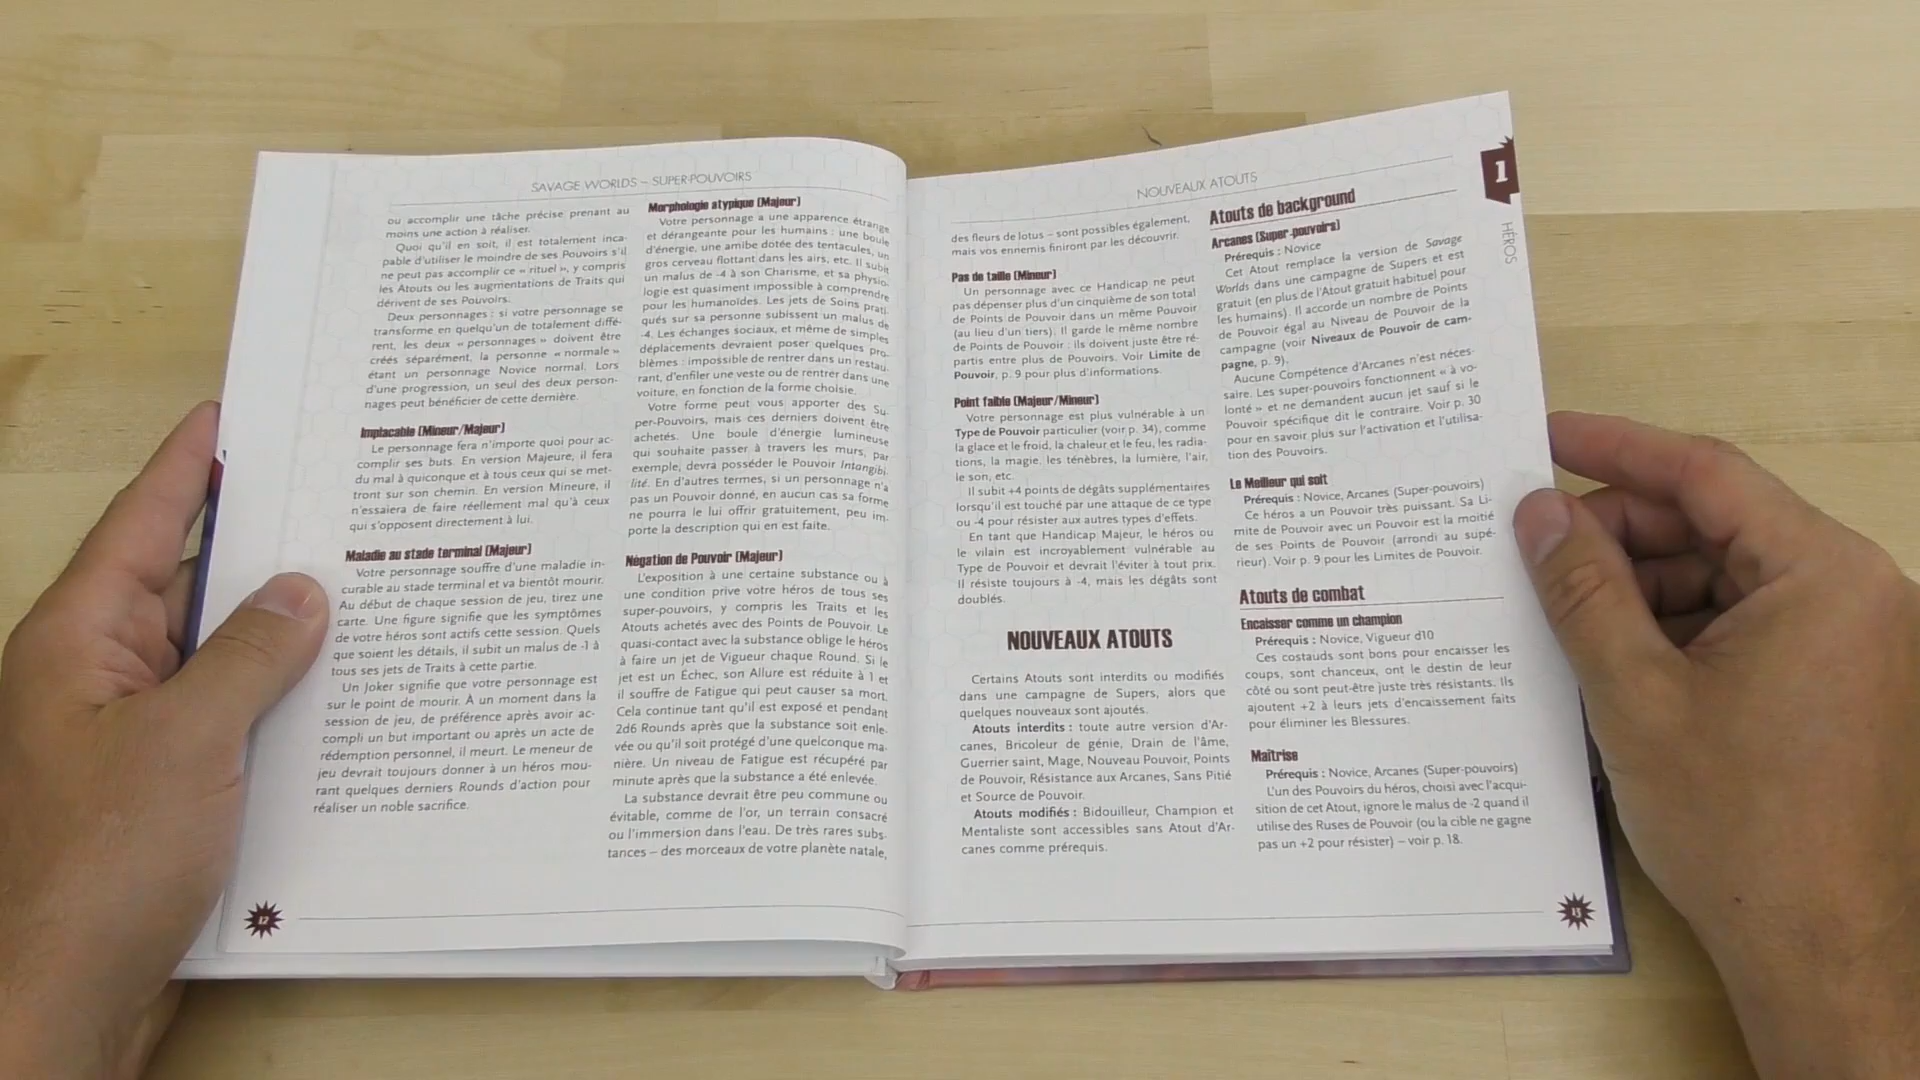 SAVAGE WORLDS – SUPER-POUVOIRS
ou accomplir une tâche précise prenant au
moins une action à réaliser.
Quoi qu'il en soit, il est totalement inca-
pable d'utiliser le moindre de ses Pouvoirs s'il
ne peut pas accomplir ce « rituel », y compris
les Atouts ou les augmentations de Traits qui
dérivent de ses Pouvoirs.
Deux personnages : si votre personnage se
transforme en quelqu'un de totalement diffé-
rent, les deux « personnages » doivent être
créés séparément, la personne « normale »
étant un personnage Novice normal. Lors
d'une progression, un seul des deux person-
nages peut bénéficier de cette dernière.
Implacable (Mineur/Majeur)
Le personnage fera n'importe quoi pour ac-
complir ses buts. En version Majeure, il fera
du mal à quiconque et à tous ceux qui se met-
tront sur son chemin. En version Mineure, il
n'essaiera de faire réellement mal qu'à ceux
qui s'opposent directement à lui.
Maladie au stade terminal (Majeur)
Votre personnage souffre d'une maladie in-
curable au stade terminal et va bientôt mourir.
Au début de chaque session de jeu, tirez une
carte. Une figure signifie que les symptômes
de votre héros sont actifs cette session. Quels
que soient les détails, il subit un malus de -1 à
tous ses jets de Traits à cette partie.
Un Joker signifie que votre personnage est
sur le point de mourir. À un moment dans la
session de jeu, de préférence après avoir ac-
compli un but important ou après un acte de
rédemption personnel, il meurt. Le meneur de
jeu devrait toujours donner à un héros mou-
rant quelques derniers Rounds d'action pour
réaliser un noble sacrifice.
Morphologie atypique (Majeur)
Votre personnage a une apparence étrange
et dérangeante pour les humains : une boule
d'énergie, une amibe dotée des tentacules, un
gros cerveau flottant dans les airs, etc. Il subit
un malus de -4 à son Charisme, et sa physio-
logie est quasiment impossible à comprendre
pour les humanoïdes. Les jets de Soins prati-
qués sur sa personne subissent un malus de
-4. Les échanges sociaux, et même de simples
déplacements devraient poser quelques pro-
blèmes : impossible de rentrer dans un restau-
rant, d'enfiler une veste ou de rentrer dans une
voiture, en fonction de la forme choisie.
Votre forme peut vous apporter des Su-
per-Pouvoirs, mais ces derniers doivent être
achetés. Une boule d'énergie lumineuse
qui souhaite passer à travers les murs, par
exemple, devra posséder le Pouvoir Intangibi-
lité. En d'autres termes, si un personnage n'a
pas un Pouvoir donné, en aucun cas sa forme
ne pourra le lui offrir gratuitement, peu im-
porte la description qui en est faite.
Négation de Pouvoir (Majeur)
L'exposition à une certaine substance ou à
une condition prive votre héros de tous ses
super-pouvoirs, y compris les Traits et les
Atouts achetés avec des Points de Pouvoir. Le
quasi-contact avec la substance oblige le héros
à faire un jet de Vigueur chaque Round. Si le
jet est un Échec, son Allure est réduite à 1 et
il souffre de Fatigue qui peut causer sa mort.
Cela continue tant qu'il est exposé et pendant
2d6 Rounds après que la substance soit enle-
vée ou qu'il soit protégé d'une quelconque ma-
nière. Un niveau de Fatigue est récupéré par
minute après que la substance a été enlevée.
La substance devrait être peu commune ou
évitable, comme de l'or, un terrain consacré
ou l'immersion dans l'eau. De très rares subs-
tances – des morceaux de votre planète natale,
12
NOUVEAUX ATOUTS
des fleurs de lotus – sont possibles également,
mais vos ennemis finiront par les découvrir.
Pas de taille (Mineur)
Un personnage avec ce Handicap ne peut
pas dépenser plus d'un cinquième de son total
de Points de Pouvoir dans un même Pouvoir
(au lieu d'un tiers). Il garde le même nombre
de Points de Pouvoir : ils doivent juste être ré-
partis entre plus de Pouvoirs. Voir Limite de
Pouvoir, p. 9 pour plus d'informations.
Point faible (Majeur/Mineur)
Votre personnage est plus vulnérable à un
Type de Pouvoir particulier (voir p. 34), comme
la glace et le froid, la chaleur et le feu, les radia-
tions, la magie, les ténèbres, la lumière, l'air,
le son, etc.
Il subit +4 points de dégâts supplémentaires
lorsqu'il est touché par une attaque de ce type
ou -4 pour résister aux autres types d'effets.
En tant que Handicap Majeur, le héros ou
le vilain est incroyablement vulnérable au
Type de Pouvoir et devrait l'éviter à tout prix.
Il résiste toujours à -4, mais les dégâts sont
doublés.
NOUVEAUX ATOUTS
Certains Atouts sont interdits ou modifiés
dans une campagne de Supers, alors que
quelques nouveaux sont ajoutés.
Atouts interdits : toute autre version d'Ar-
canes, Bricoleur de génie, Drain de l'âme,
Guerrier saint, Mage, Nouveau Pouvoir, Points
de Pouvoir, Résistance aux Arcanes, Sans Pitié
et Source de Pouvoir.
Atouts modifiés : Bidouilleur, Champion et
Mentaliste sont accessibles sans Atout d'Ar-
canes comme prérequis.
Atouts de background
Arcanes (Super-pouvoirs)
Prérequis : Novice
Cet Atout remplace la version de Savage
Worlds dans une campagne de Supers et est
gratuit (en plus de l'Atout gratuit habituel pour
les humains). Il accorde un nombre de Points
de Pouvoir égal au Niveau de Pouvoir de la
campagne (voir Niveaux de Pouvoir de cam-
pagne, p. 9).
Aucune Compétence d'Arcanes n'est néces-
saire. Les super-pouvoirs fonctionnent « à vo-
lonté » et ne demandent aucun jet sauf si le
Pouvoir spécifique dit le contraire. Voir p. 30
pour en savoir plus sur l'activation et l'utilisa-
tion des Pouvoirs.
Le Meilleur qui soit
Prérequis : Novice, Arcanes (Super-pouvoirs)
Ce héros a un Pouvoir très puissant. Sa Li-
mite de Pouvoir avec un Pouvoir est la moitié
de ses Points de Pouvoir (arrondi au supé-
rieur). Voir p. 9 pour les Limites de Pouvoir.
Atouts de combat
Encaisser comme un champion
Prérequis : Novice, Vigueur d10
Ces costauds sont bons pour encaisser les
coups, sont chanceux, ont le destin de leur
côté ou sont peut-être juste très résistants. Ils
ajoutent +2 à leurs jets d'encaissement faits
pour éliminer les Blessures.
Maîtrise
Prérequis : Novice, Arcanes (Super-pouvoirs)
L'un des Pouvoirs du héros, choisi avec l'acqui-
sition de cet Atout, ignore le malus de -2 quand il
utilise des Ruses de Pouvoir (ou la cible ne gagne
pas un +2 pour résister) – voir p. 18.
1
HÉROS
13